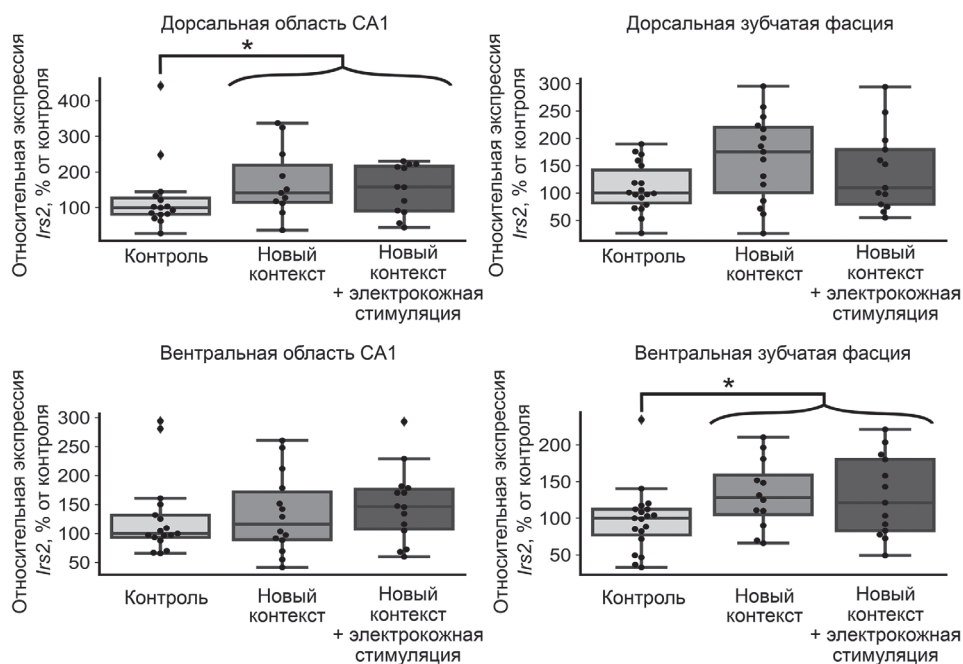 Дорсальная область CA1
*
Относительная экспрессия
Irs2, % от контроля
400
300
200
100
Контроль
Новый
контекст
Новый
контекст
+ электрокожная
стимуляция
Дорсальная зубчатая фасция
Относительная экспрессия
Irs2, % от контроля
300
250
200
150
100
50
Контроль
Новый
контекст
Новый
контекст
+ электрокожная
стимуляция
Вентральная область CA1
Относительная экспрессия
Irs2, % от контроля
300
250
200
150
100
50
Контроль
Новый
контекст
Новый
контекст
+ электрокожная
стимуляция
Вентральная зубчатая фасция
*
Относительная экспрессия
Irs2, % от контроля
200
150
100
50
Контроль
Новый
контекст
Новый
контекст
+ электрокожная
стимуляция